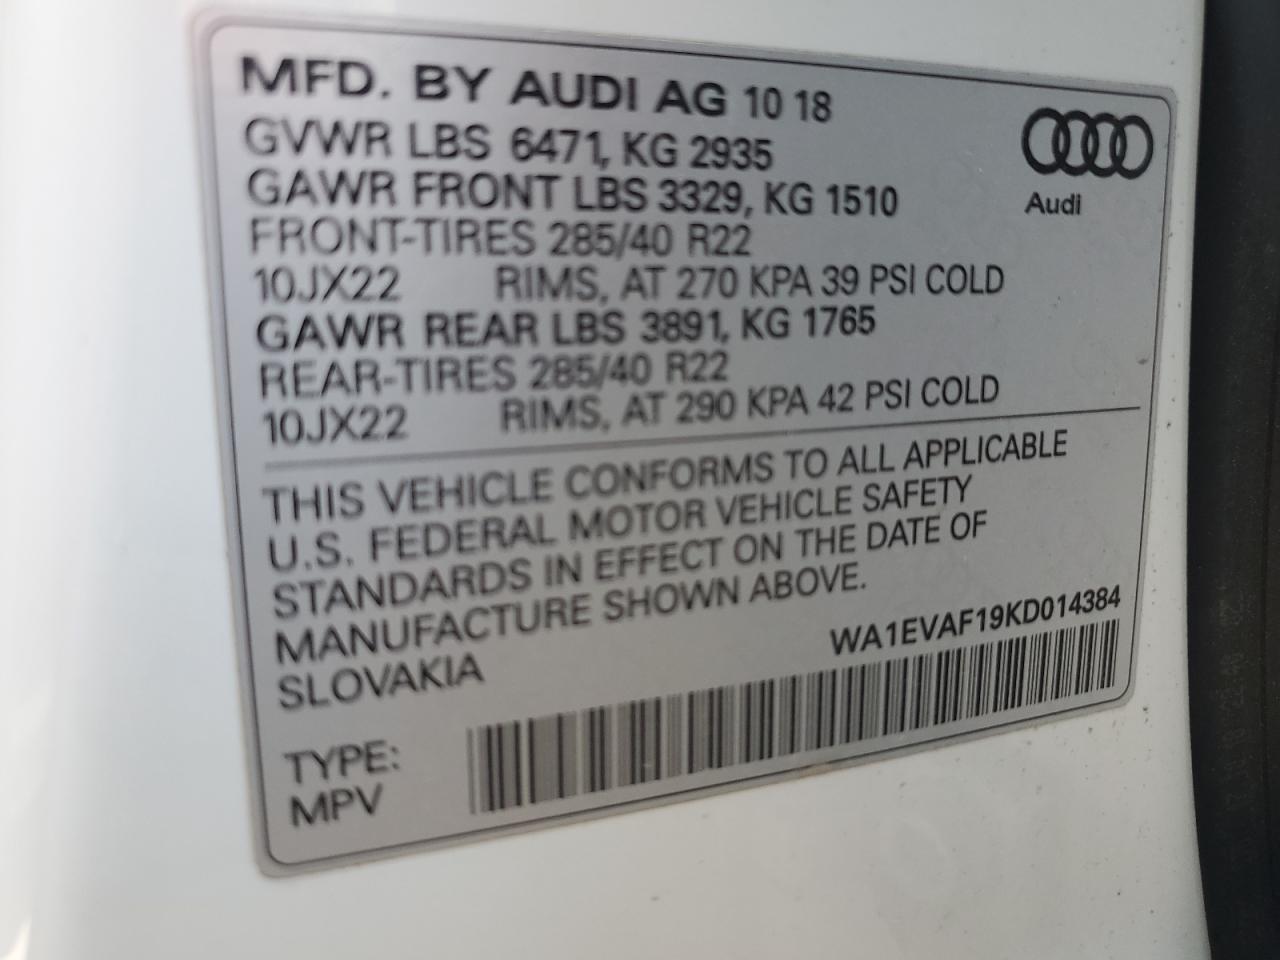 MFD. BY AUDI AG 10 18
GVWR LBS 6471, KG 2935
GAWR FRONT LBS 3329, KG 1510
FRONT-TIRES 285/40 R22
10JX22 RIMS, AT 270 KPA 39 PSI COLD
GAWR REAR LBS 3891, KG 1765
REAR-TIRES 285/40 R22
10JX22 RIMS, AT 290 KPA 42 PSI COLD
Audi
THIS VEHICLE CONFORMS TO ALL APPLICABLE
U.S. FEDERAL MOTOR VEHICLE SAFETY
STANDARDS IN EFFECT ON THE DATE OF
MANUFACTURE SHOWN ABOVE.
SLOVAKIA
WA1EVAF19KD014384
TYPE:
MPV